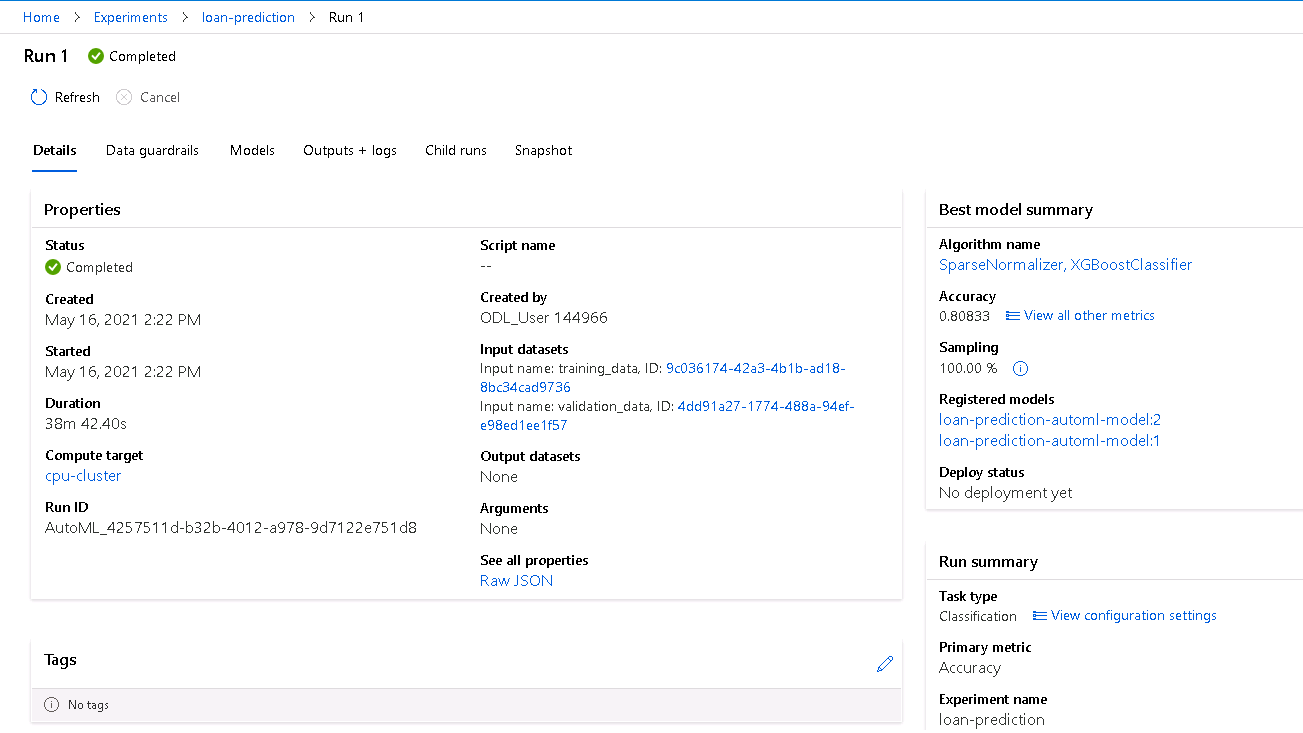 Home > Experiments > loan-prediction > Run 1
Run 1 Completed
Refresh Cancel
Details Data guardrails Models Outputs + logs Child runs Snapshot
Properties
Status
Completed
Created
May 16, 2021 2:22 PM
Started
May 16, 2021 2:22 PM
Duration
38m 42.40s
Compute target
cpu-cluster
Run ID
AutoML_4257511d-b32b-4012-a978-9d7122e751d8
Script name
--
Created by
ODL_User 144966
Input datasets
Input name: training_data, ID: 9c036174-42a3-4b1b-ad18-
8bc34cad9736
Input name: validation_data, ID: 4dd91a27-1774-488a-94ef-
e98ed1ee1f57
Output datasets
None
Arguments
None
See all properties
Raw JSON
Tags
No tags
Best model summary
Algorithm name
SparseNormalizer, XGBoostClassifier
Accuracy
0.80833 View all other metrics
Sampling
100.00 %
Registered models
loan-prediction-automl-model:2
loan-prediction-automl-model:1
Deploy status
No deployment yet
Run summary
Task type
Classification View configuration settings
Primary metric
Accuracy
Experiment name
loan-prediction